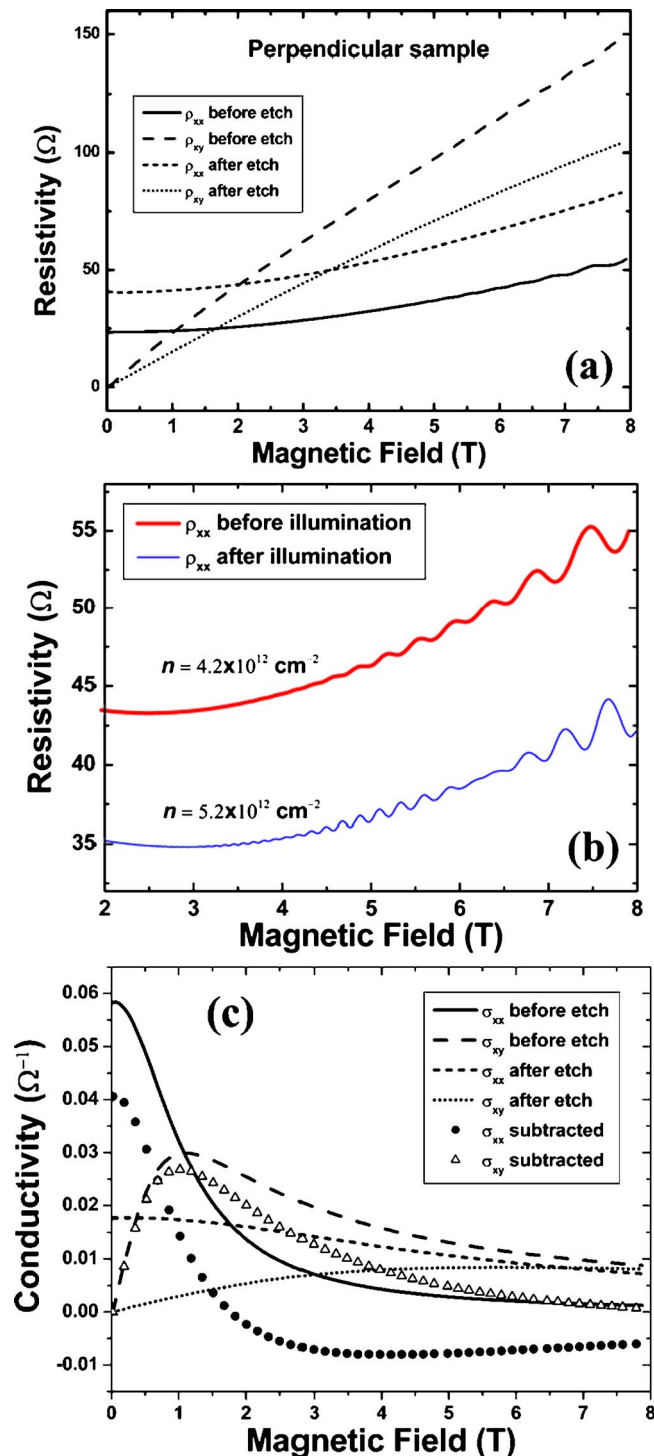 Perpendicular sample
ρxx before etch
ρxy before etch
ρxx after etch
ρxy after etch
150
100
50
0
Resistivity (Ω)
0 1 2 3 4 5 6 7 8
Magnetic Field (T)
(a)
ρxx before illumination
ρxx after illumination
n = 4.2x10¹² cm⁻²
n = 5.2x10¹² cm⁻²
55
50
45
40
35
Resistivity (Ω)
2 3 4 5 6 7 8
Magnetic Field (T)
(b)
(c)
σxx before etch
σxy before etch
σxx after etch
σxy after etch
σxx subtracted
σxy subtracted
0.06
0.05
0.04
0.03
0.02
0.01
0.00
-0.01
Conductivity (Ω⁻¹)
0 1 2 3 4 5 6 7 8
Magnetic Field (T)